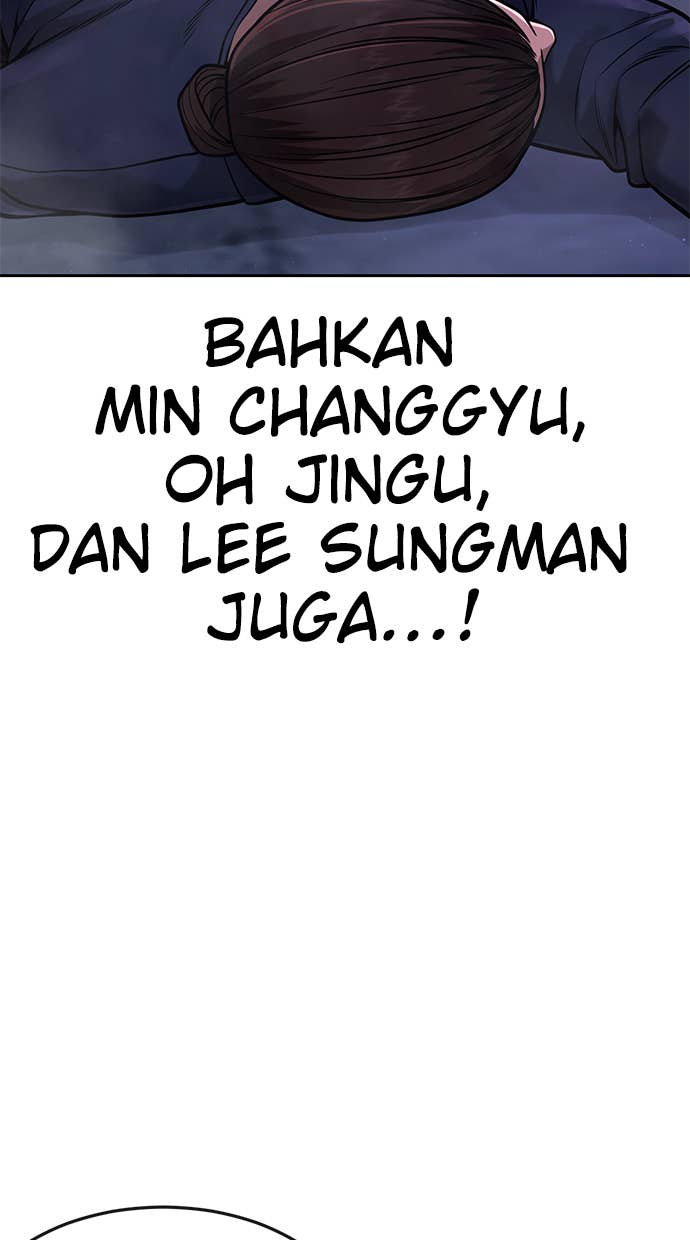 BAHKAN
MIN CHANGGYU,
OH JINGU,
DAN LEE SUNGMAN
JUGA...!